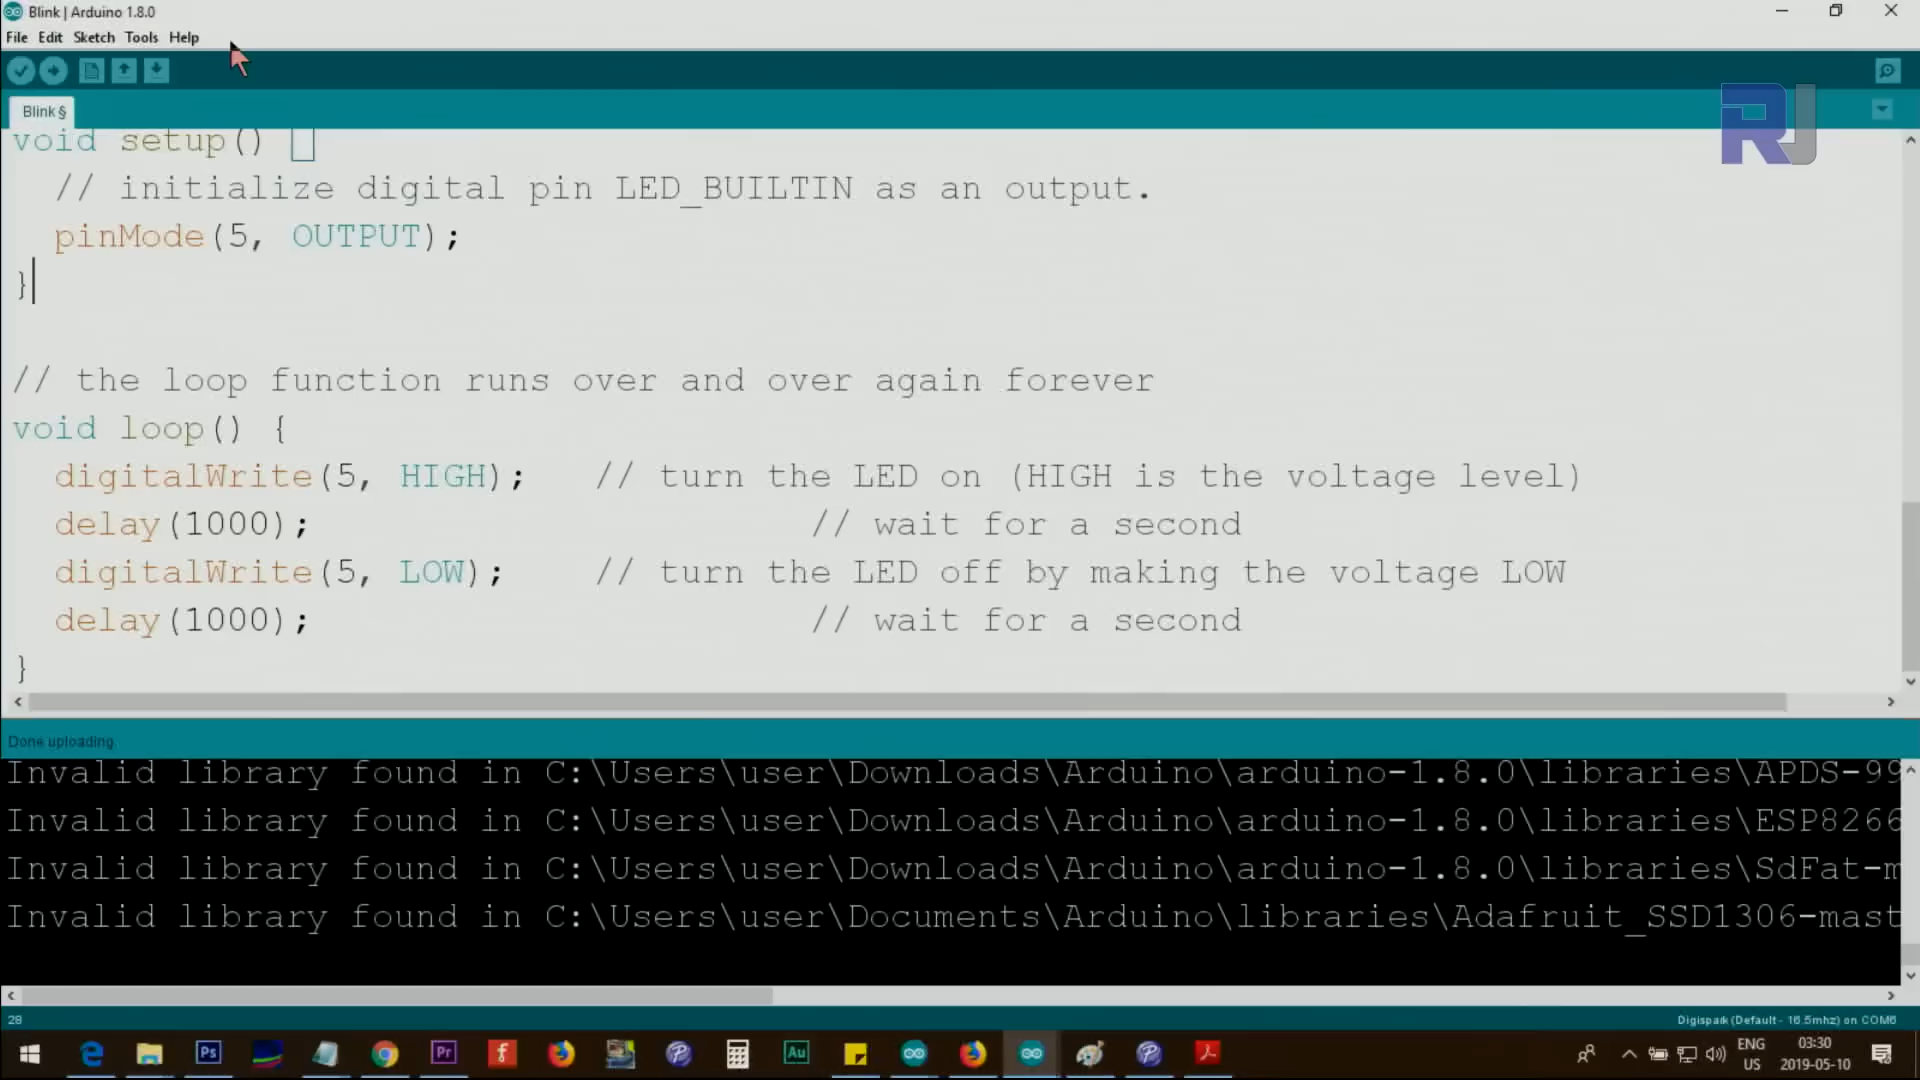 Blink | Arduino 1.8.0
File Edit Sketch Tools Help
Blink §
RJ
void setup() {
// initialize digital pin LED_BUILTIN as an output.
pinMode(5, OUTPUT);
}
// the loop function runs over and over again forever
void loop() {
digitalWrite(5, HIGH); // turn the LED on (HIGH is the voltage level)
delay(1000); // wait for a second
digitalWrite(5, LOW); // turn the LED off by making the voltage LOW
delay(1000); // wait for a second
}
Done uploading.
Invalid library found in C:\Users\user\Downloads\Arduino\arduino-1.8.0\libraries\APDS-99
Invalid library found in C:\Users\user\Downloads\Arduino\arduino-1.8.0\libraries\ESP8266
Invalid library found in C:\Users\user\Downloads\Arduino\arduino-1.8.0\libraries\SdFat-m
Invalid library found in C:\Users\user\Documents\Arduino\libraries\Adafruit_SSD1306-mast
28
Digispark (Default - 16.5mhz) on COM6
Ps
Pr
Au
ENG
US
03:30
2019-05-10